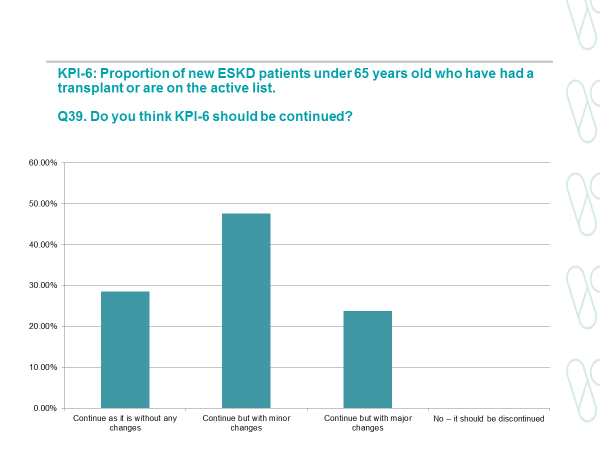 KPI-6: Proportion of new ESKD patients under 65 years old who have had a
transplant or are on the active list.
Q39. Do you think KPI-6 should be continued?
60.00%
50.00%
40.00%
30.00%
20.00%
10.00%
0.00%
Continue as it is without any
changes
Continue but with minor
changes
Continue but with major
changes
No – it should be discontinued